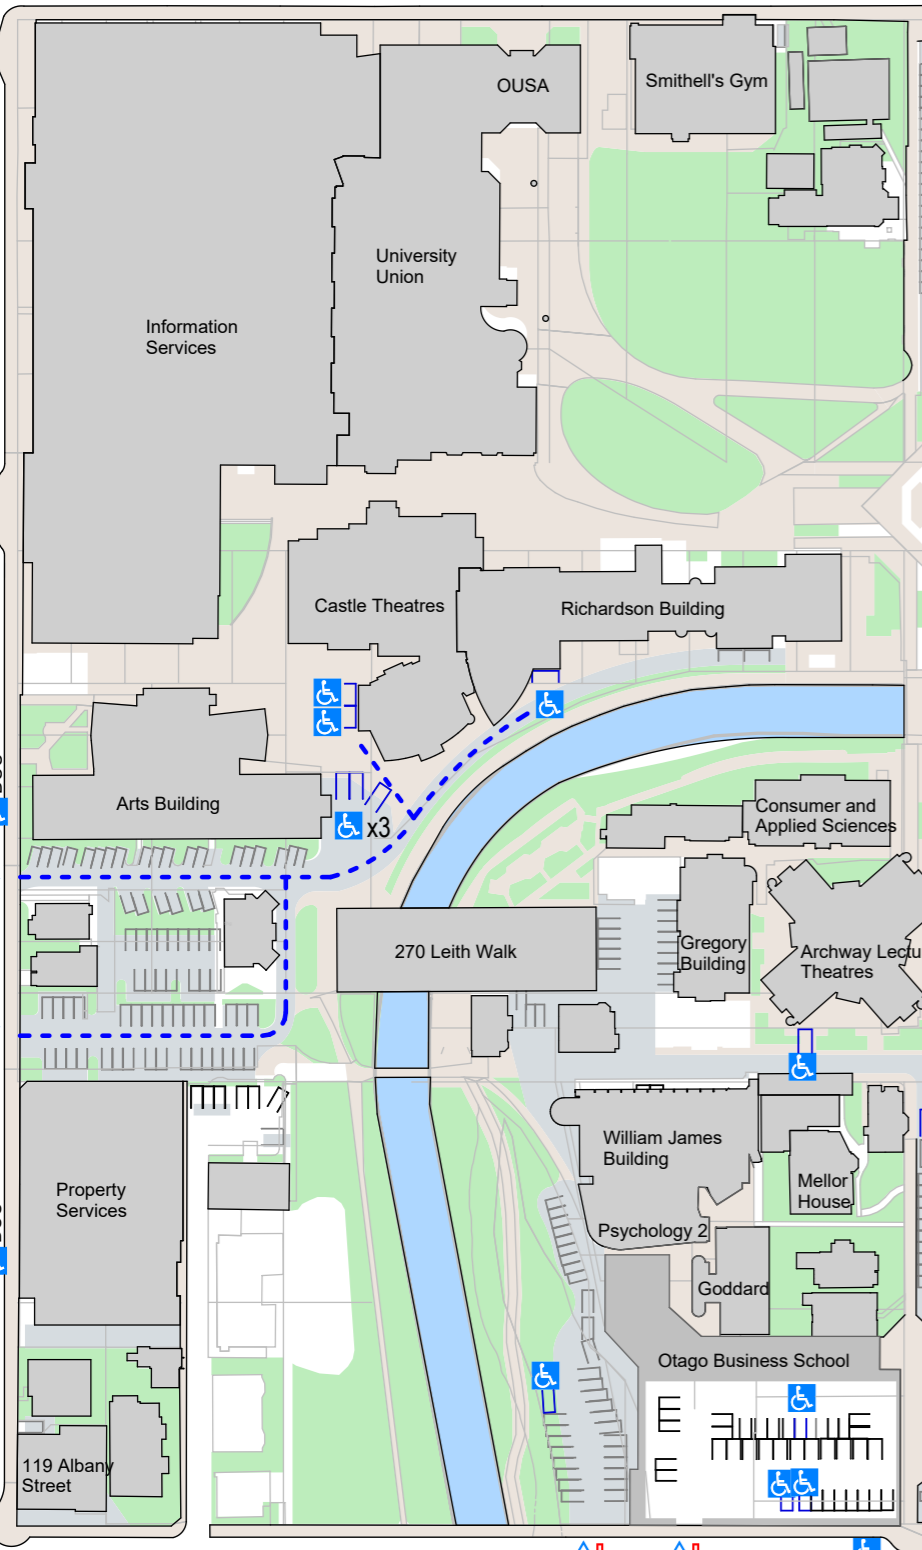 OUSA
Smithell's Gym
University
Union
Information
Services
Castle Theatres
Richardson Building
Arts Building
x3
Consumer and
Applied Sciences
270 Leith Walk
Gregory
Building
Archway Lectu
Theatres
William James
Building
Mellor
House
Property
Services
Psychology 2
Goddard
Otago Business School
119 Albany
Street